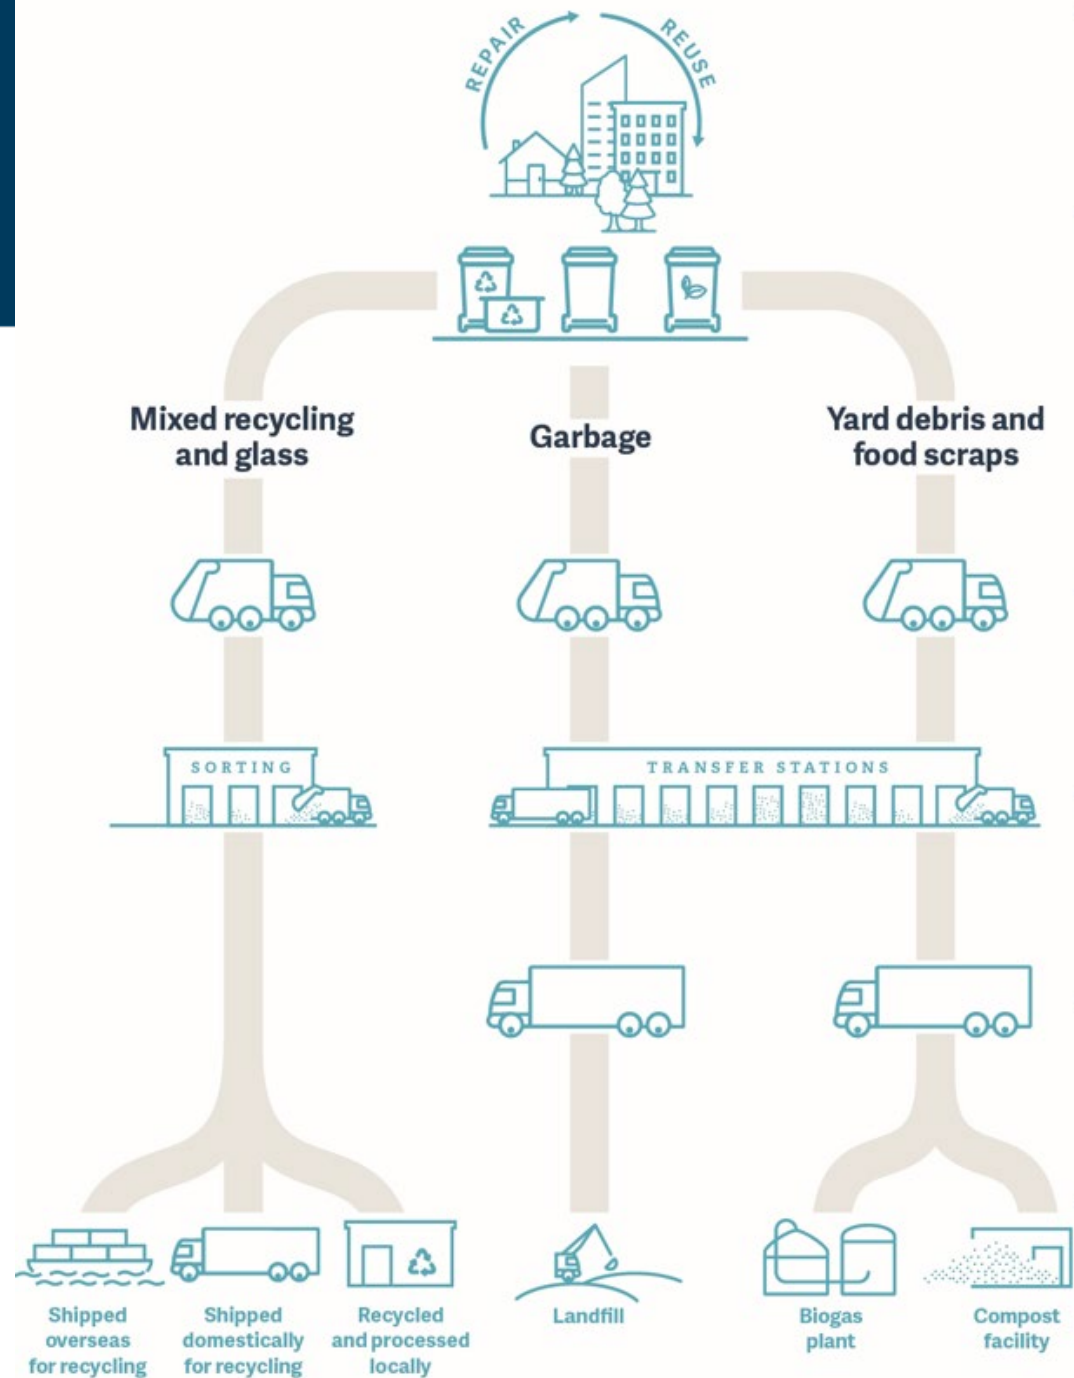 REPAIR
REUSE
Mixed recycling
and glass
Garbage
Yard debris and
food scraps
SORTING
TRANSFER STATIONS
Shipped
overseas
for recycling
Shipped
domestically
for recycling
Recycled
and processed
locally
Landfill
Biogas
plant
Compost
facility